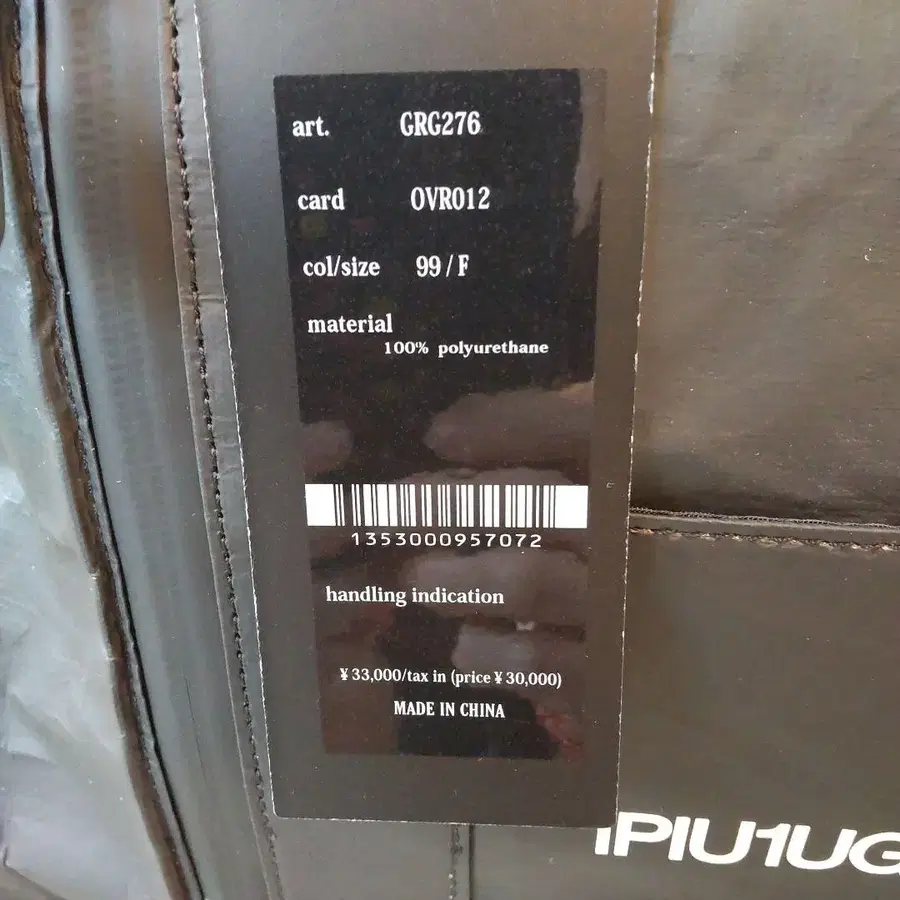 art. GRG276
card OVR012
col/size 99/F
material
100% polyurethane
1353000957072
handling indication
¥33,000/tax in (price ¥30,000)
MADE IN CHINA
1PIU1UG